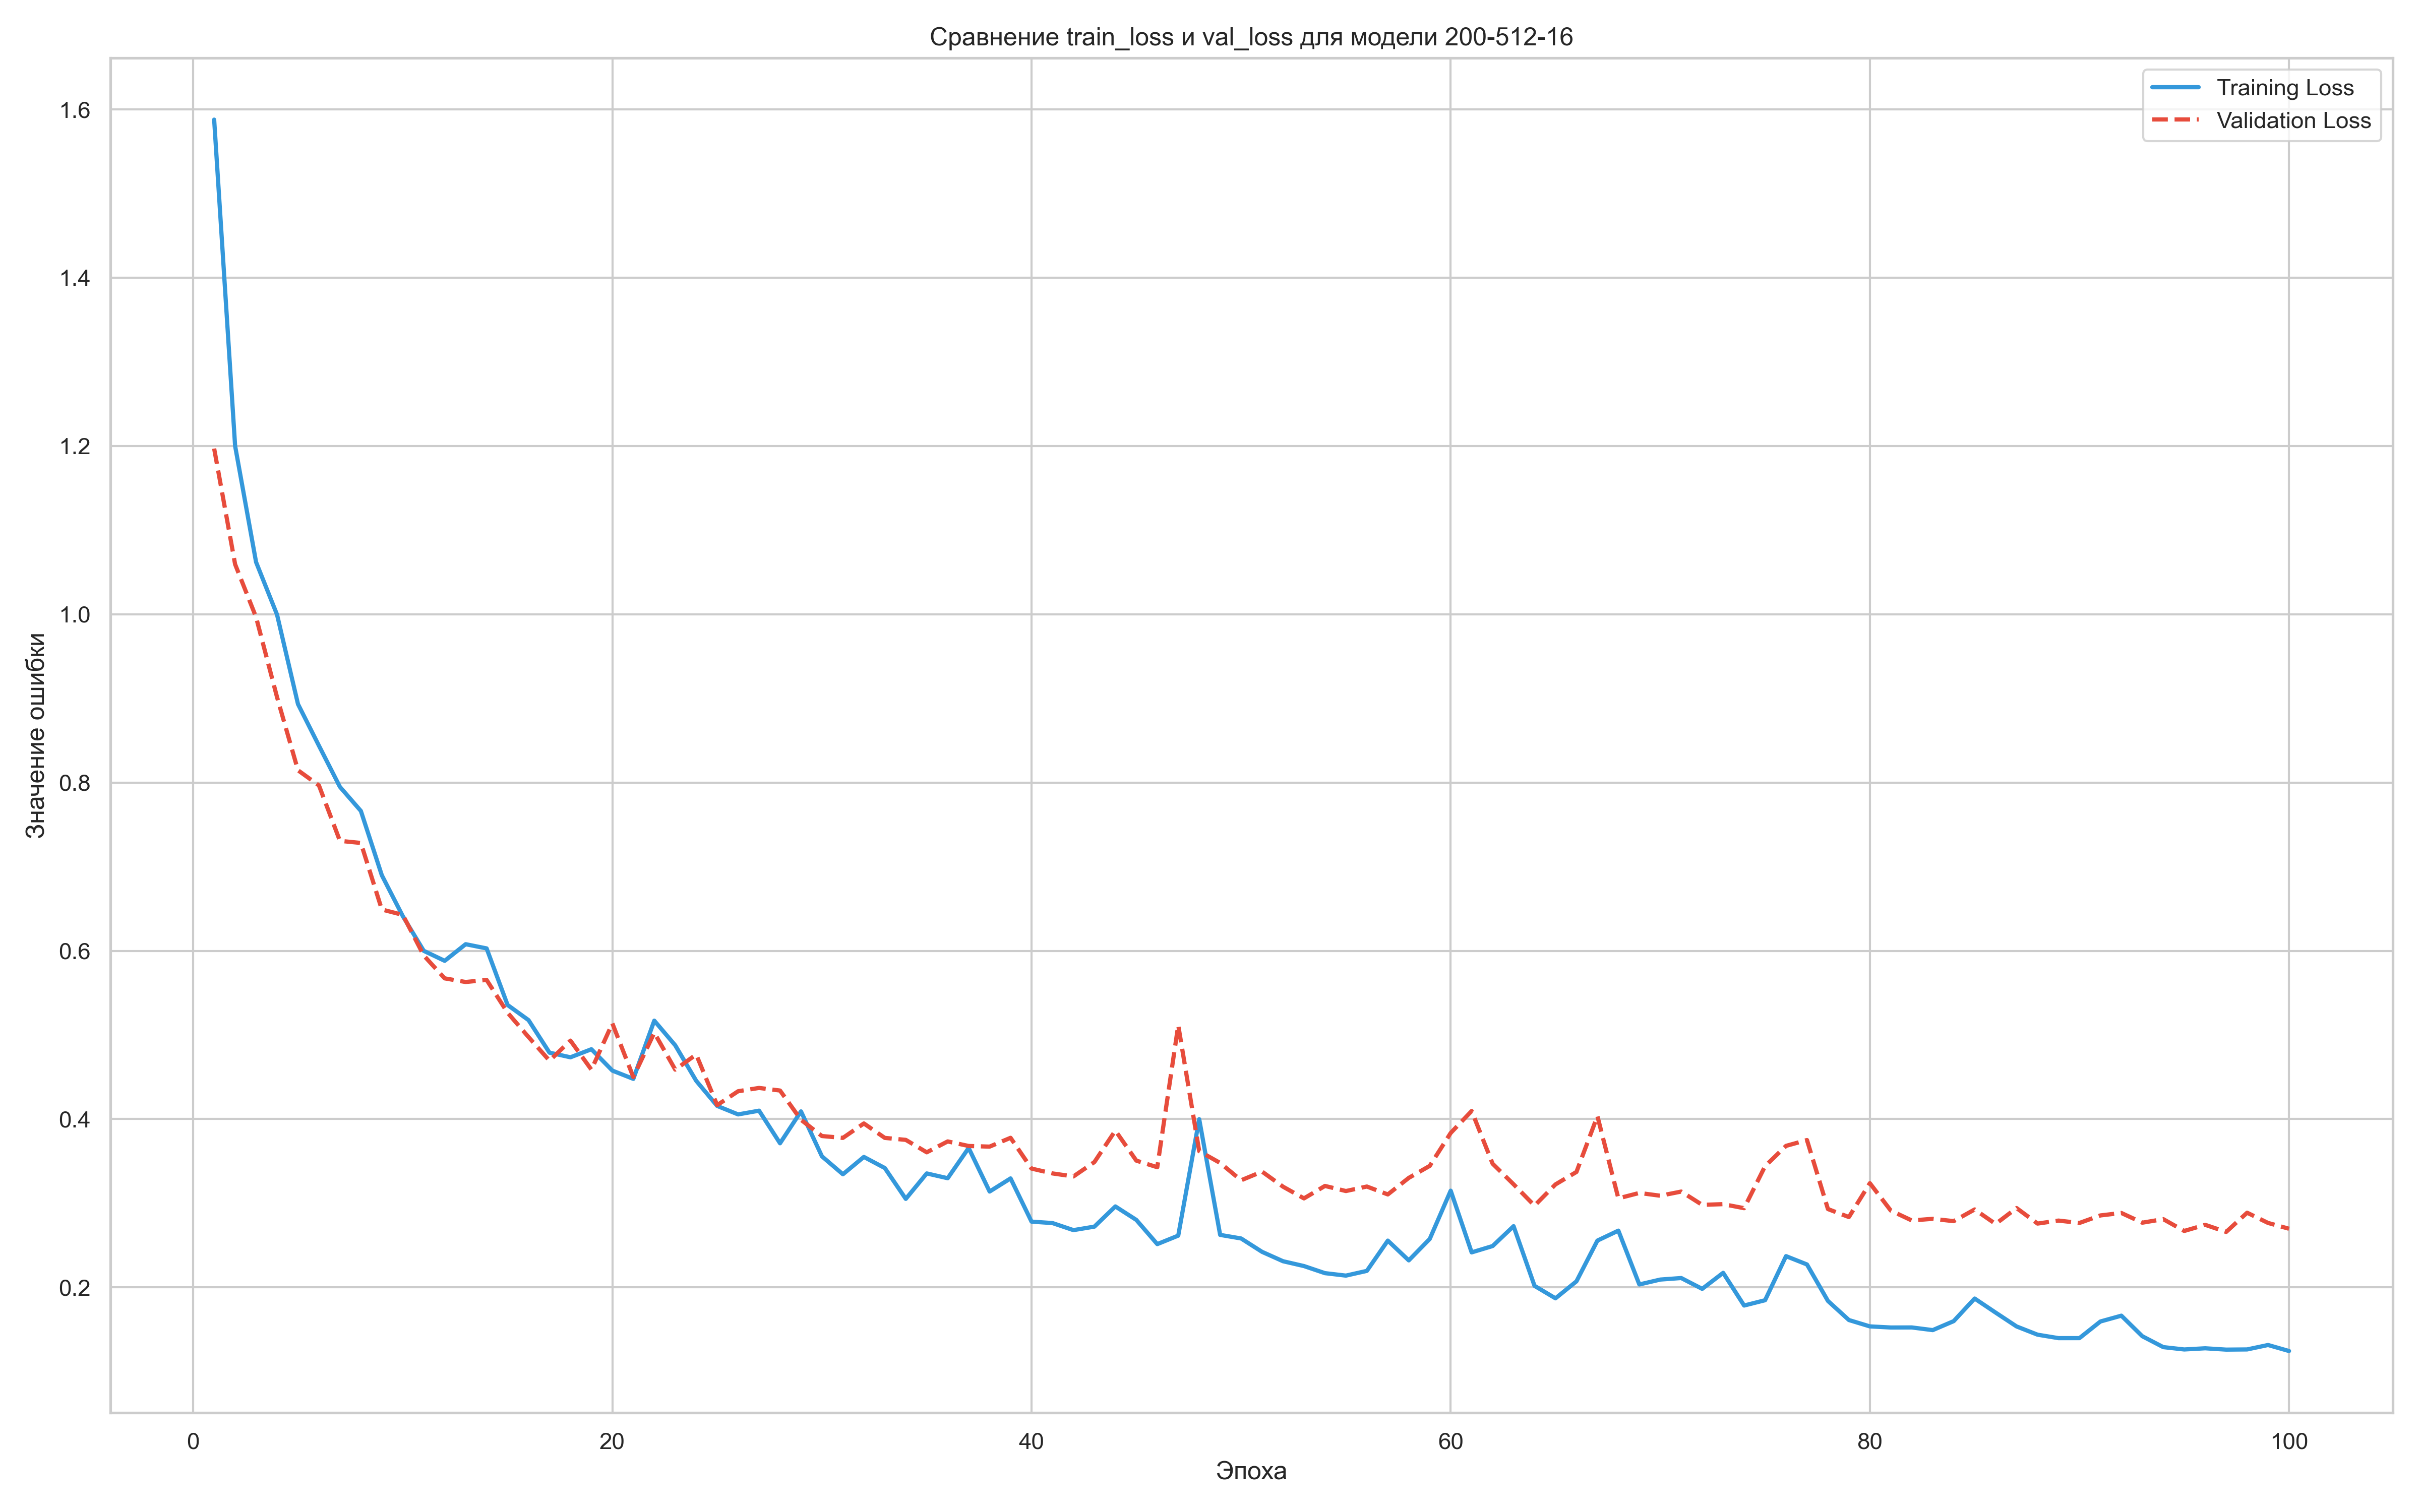 Сравнение train_loss и val_loss для модели 200-512-16
Training Loss
Validation Loss
1.6
1.4
1.2
1.0
0.8
0.6
0.4
0.2
Значение ошибки
0
20
40
60
80
100
Эпоха